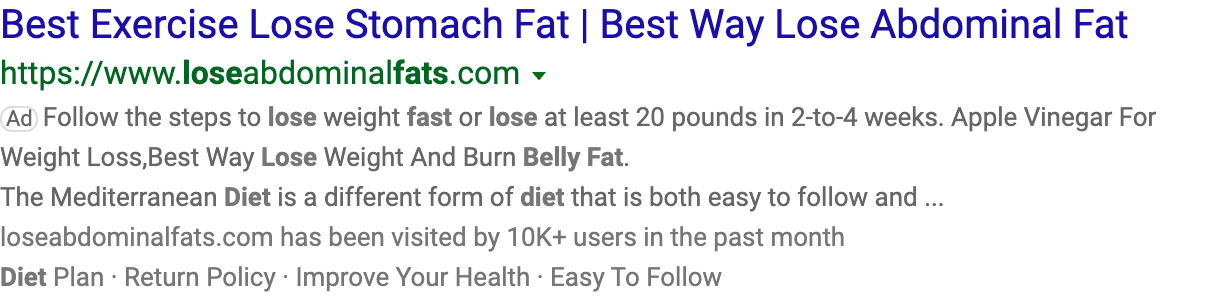 Best Exercise Lose Stomach Fat | Best Way Lose Abdominal Fat
https://www.loseabdominalfats.com
Ad Follow the steps to lose weight fast or lose at least 20 pounds in 2-to-4 weeks. Apple Vinegar For
Weight Loss,Best Way Lose Weight And Burn Belly Fat.
The Mediterranean Diet is a different form of diet that is both easy to follow and ...
loseabdominalfats.com has been visited by 10K+ users in the past month
Diet Plan · Return Policy · Improve Your Health · Easy To Follow